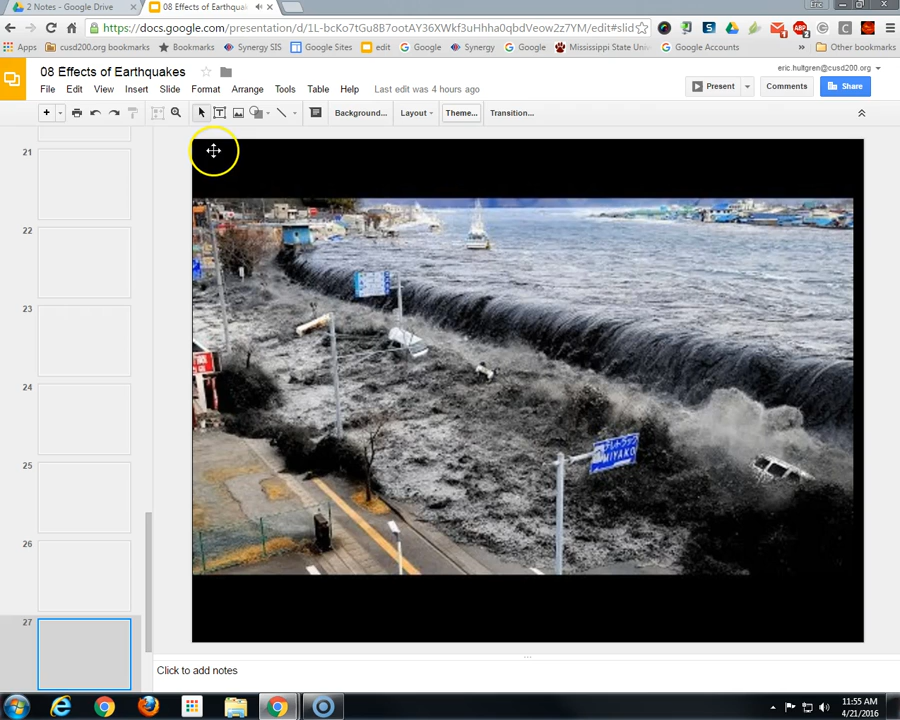 2 Notes - Google Drive
08 Effects of Earthquak
Eric
https://docs.google.com/presentation/d/1L-bcKo7tGu8B7ootAY36XWkf3uHhha0qbdVeow2z7YM/edit#slid
Apps
cusd200.org bookmarks
Bookmarks
Synergy SIS
Google Sites
edit
Google
Synergy
Google
Mississippi State Uni
Google Accounts
»
Other bookmarks
08 Effects of Earthquakes
eric.hultgren@cusd200.org
File Edit View Insert Slide Format Arrange Tools Table Help Last edit was 4 hours ago
Present
Comments
Share
Background...
Layout
Theme...
Transition...
21
22
23
24
25
26
27
MIYAKO
Click to add notes
11:55 AM
4/21/2016